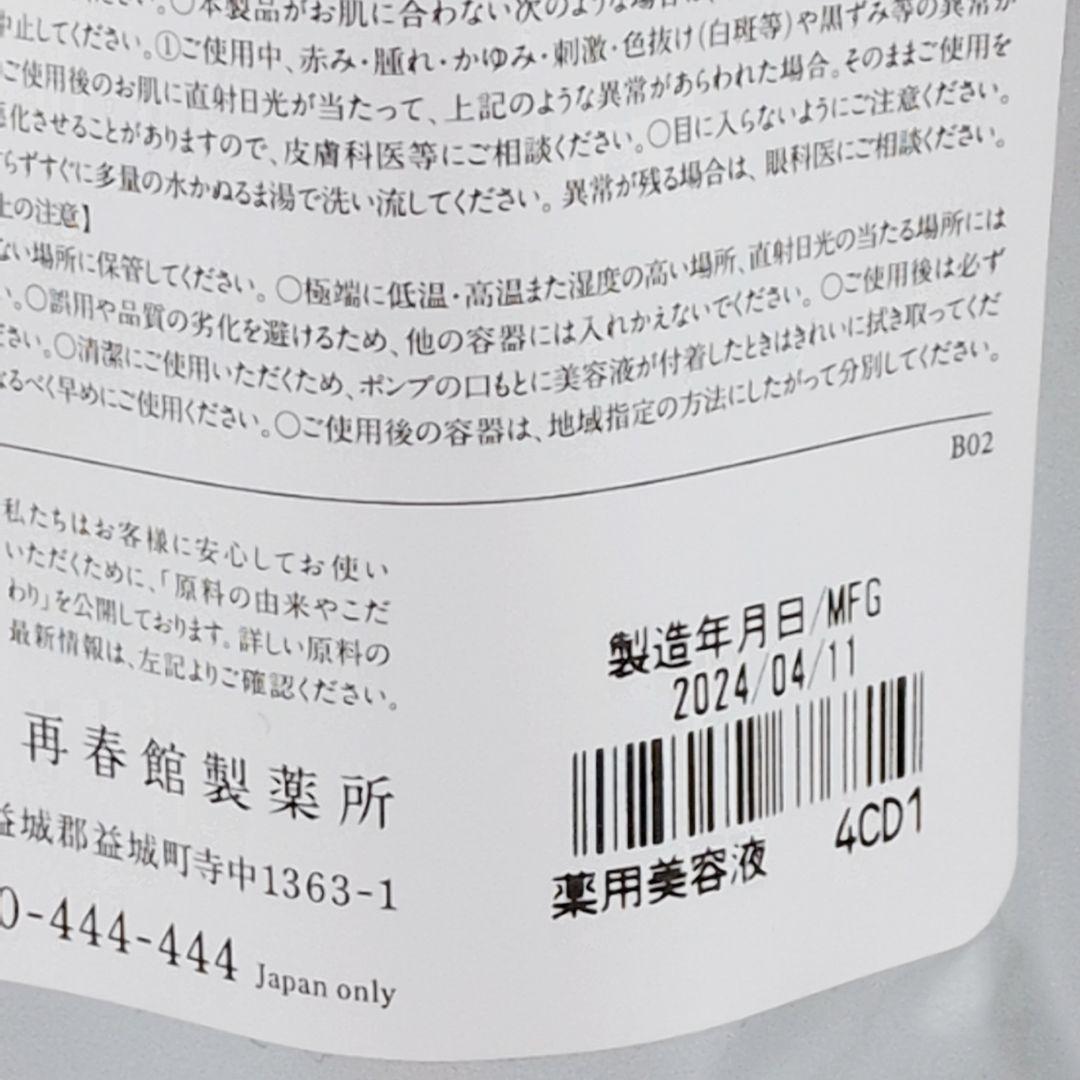 ださい。〇本製品がお肌に合わない次のような場合は、
中止してください。①ご使用中、赤み・腫れ・かゆみ・刺激・色抜け(白斑等)や黒ずみ等の異常が
ご使用後のお肌に直射日光が当たって、上記のような異常があらわれた場合。そのままご使用を
悪化させることがありますので、皮膚科医等にご相談ください。〇目に入らないようにご注意ください。
らずすぐに多量の水かぬるま湯で洗い流してください。異常が残る場合は、眼科医にご相談ください。
上の注意】
ない場所に保管してください。〇極端に低温・高温また湿度の高い場所、直射日光の当たる場所には
い。〇誤用や品質の劣化を避けるため、他の容器には入れかえないでください。〇ご使用後は必ず
ださい。〇清潔にご使用いただくため、ポンプの口もとに美容液が付着したときはきれいに拭き取ってくだ
なるべく早めにご使用ください。〇ご使用後の容器は、地域指定の方法にしたがって分別してください。
B02
私たちはお客様に安心してお使い
いただくために、「原料の由来やこだ
わり」を公開しております。詳しい原料の
最新情報は、左記よりご確認ください。
再春館製薬所
益城郡益城町寺中1363-1
0-444-444 Japan only
製造年月日/MFG
2024/04/11
薬用美容液 4CD1